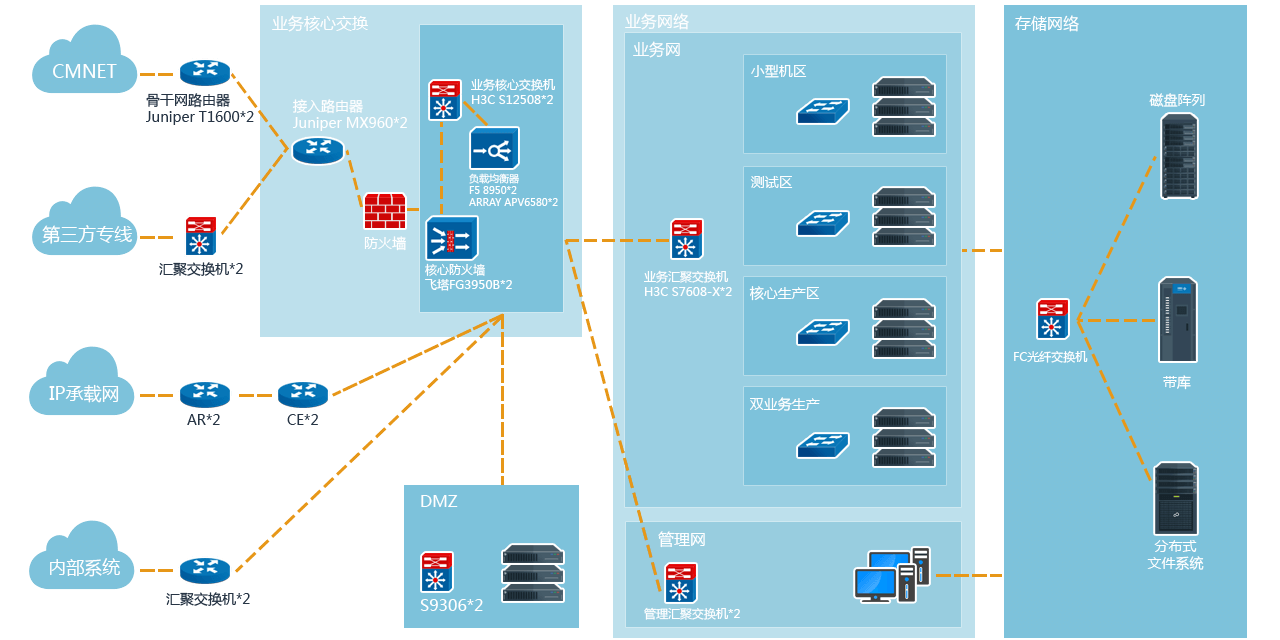 CMNET
骨干网路由器
Juniper T1600*2
第三方专线
汇聚交换机*2
IP承载网
AR*2
CE*2
内部系统
汇聚交换机*2
业务核心交换
接入路由器
Juniper MX960*2
防火墙
业务核心交换机
H3C S12508*2
负载均衡器
F5 8950*2
ARRAY APV6580*2
核心防火墙
飞塔FG3950B*2
DMZ
S9306*2
业务网络
业务网
业务汇聚交换机
H3C S7608-X*2
小型机区
测试区
核心生产区
双业务生产
管理网
管理汇聚交换机*2
存储网络
FC光纤交换机
磁盘阵列
带库
分布式
文件系统